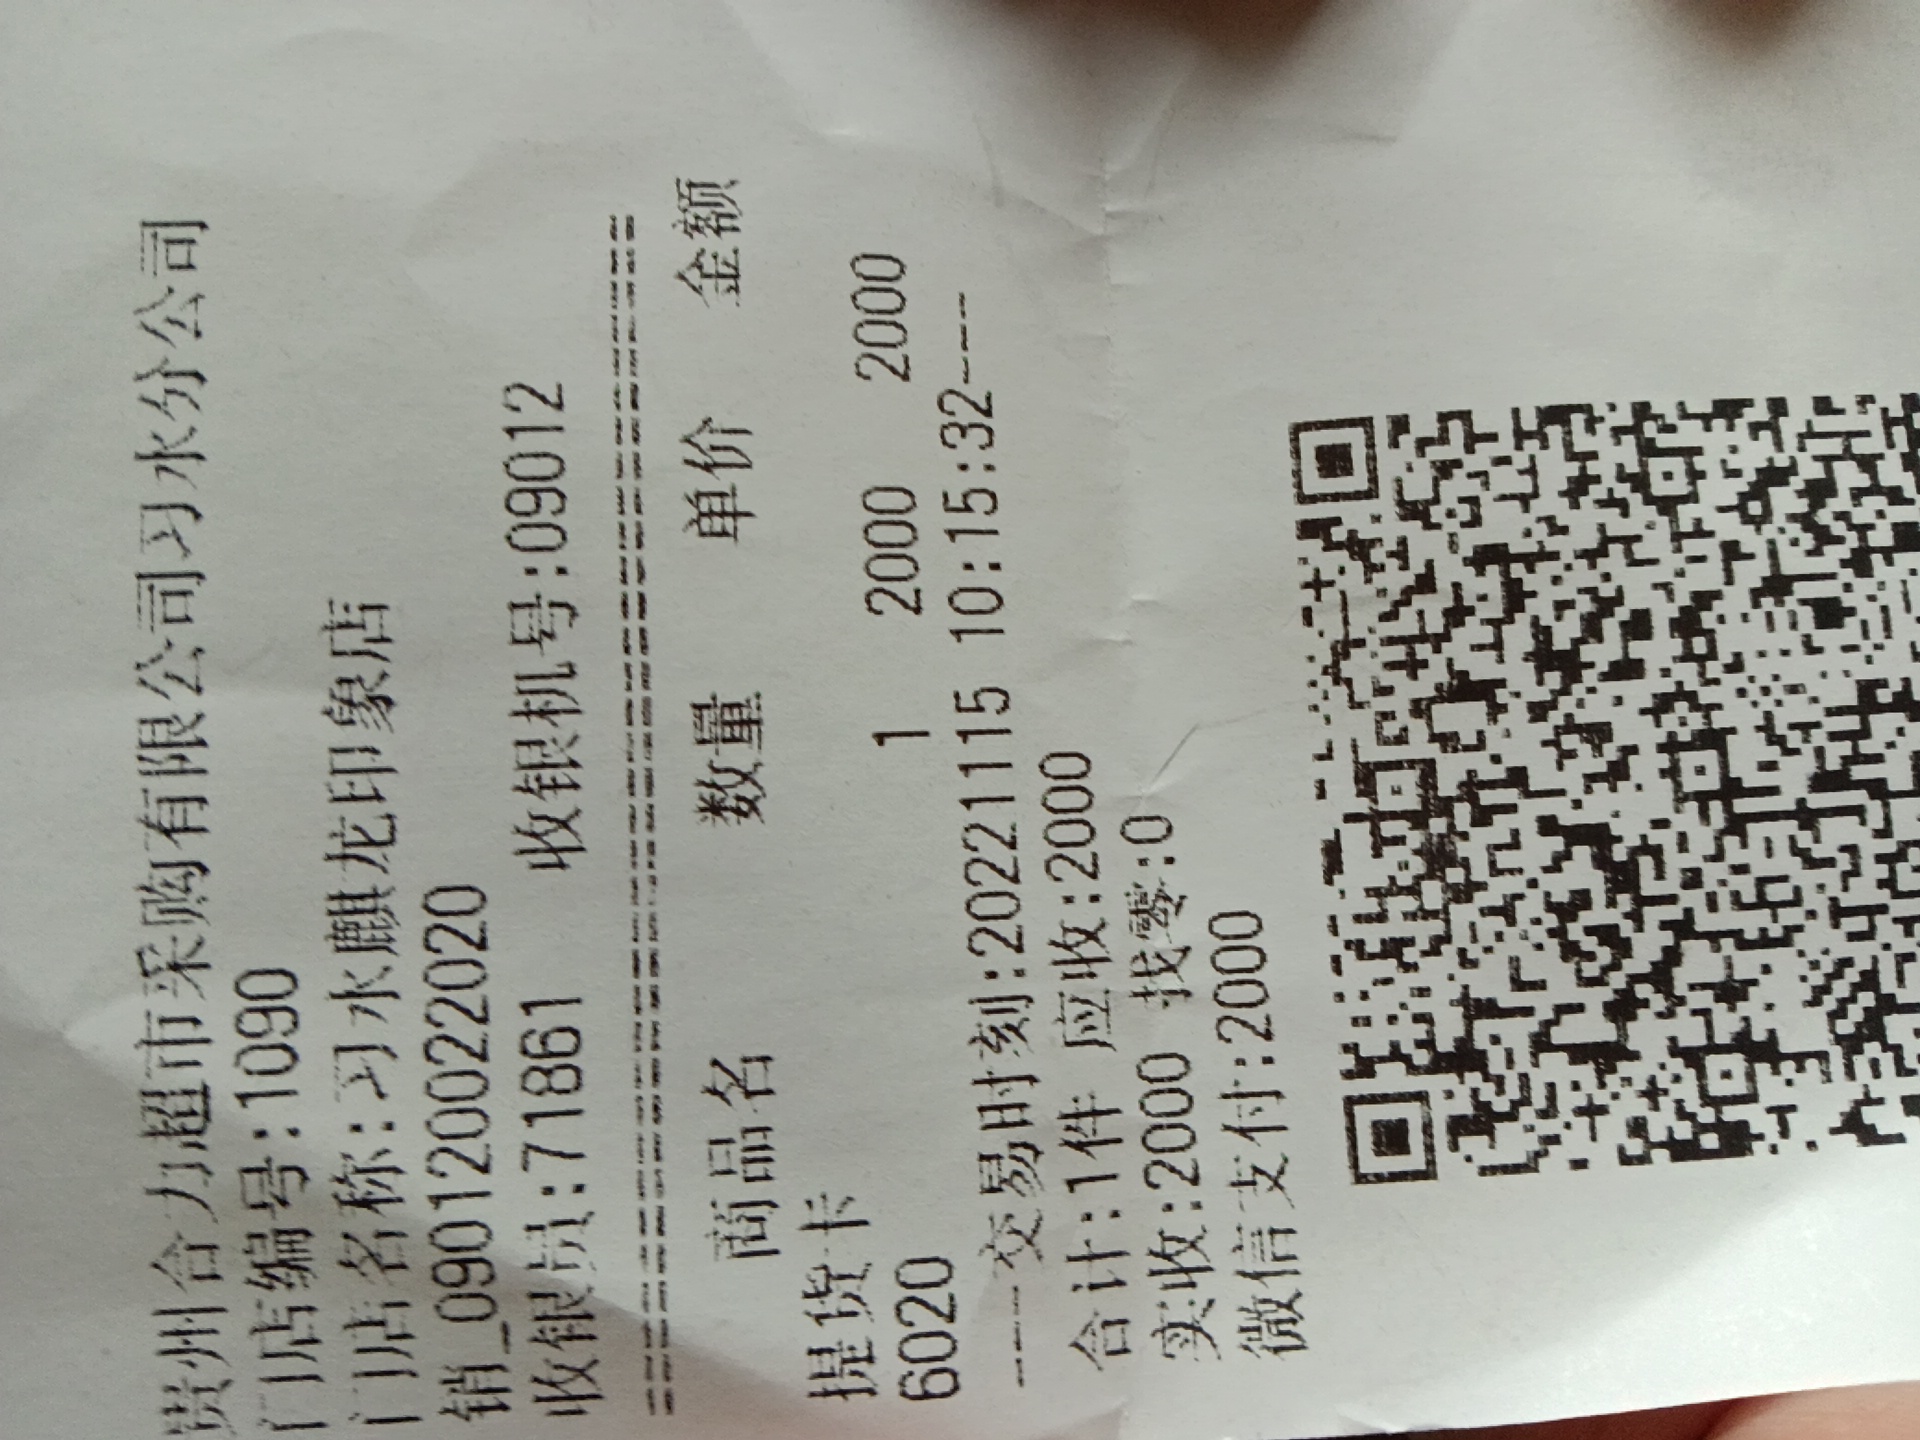 贵州合力超市采购有限公司习水分公司
门店编号:1090
门店名称:习水麒龙印象店
销_090120022020
收银员:71861 收银机号:09012
================================
商品名 数量 单价 金额
提货卡
6020 1 2000 2000
----交易时刻:20221115 10:15:32----
合计:1件 应收:2000
实收:2000 找零:0
微信支付:2000